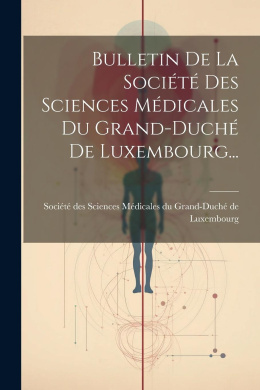 Bulletin De La
Société Des
Sciences Médicales
Du Grand-Duché
De Luxembourg...
Société des Sciences Médicales du Grand-Duché de
Luxembourg